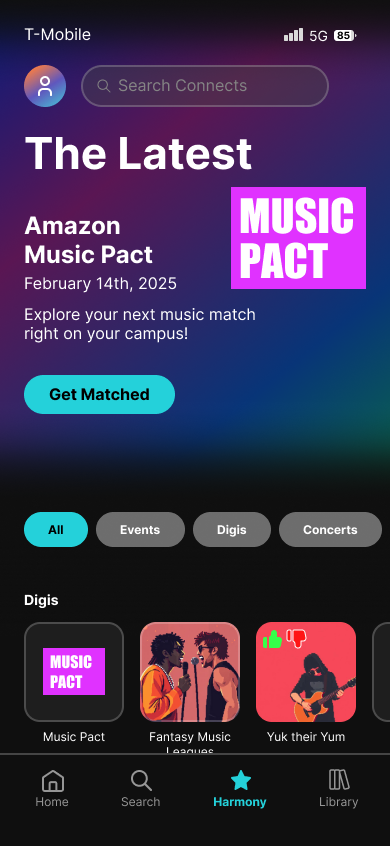 T-Mobile
5G 85
Search Connects
The Latest
MUSIC
PACT
Amazon
Music Pact
February 14th, 2025
Explore your next music match
right on your campus!
Get Matched
All Events Digis Concerts
Digis
MUSIC
PACT
Music Pact
Fantasy Music
Leagues
Yuk their Yum
Home Search Harmony Library